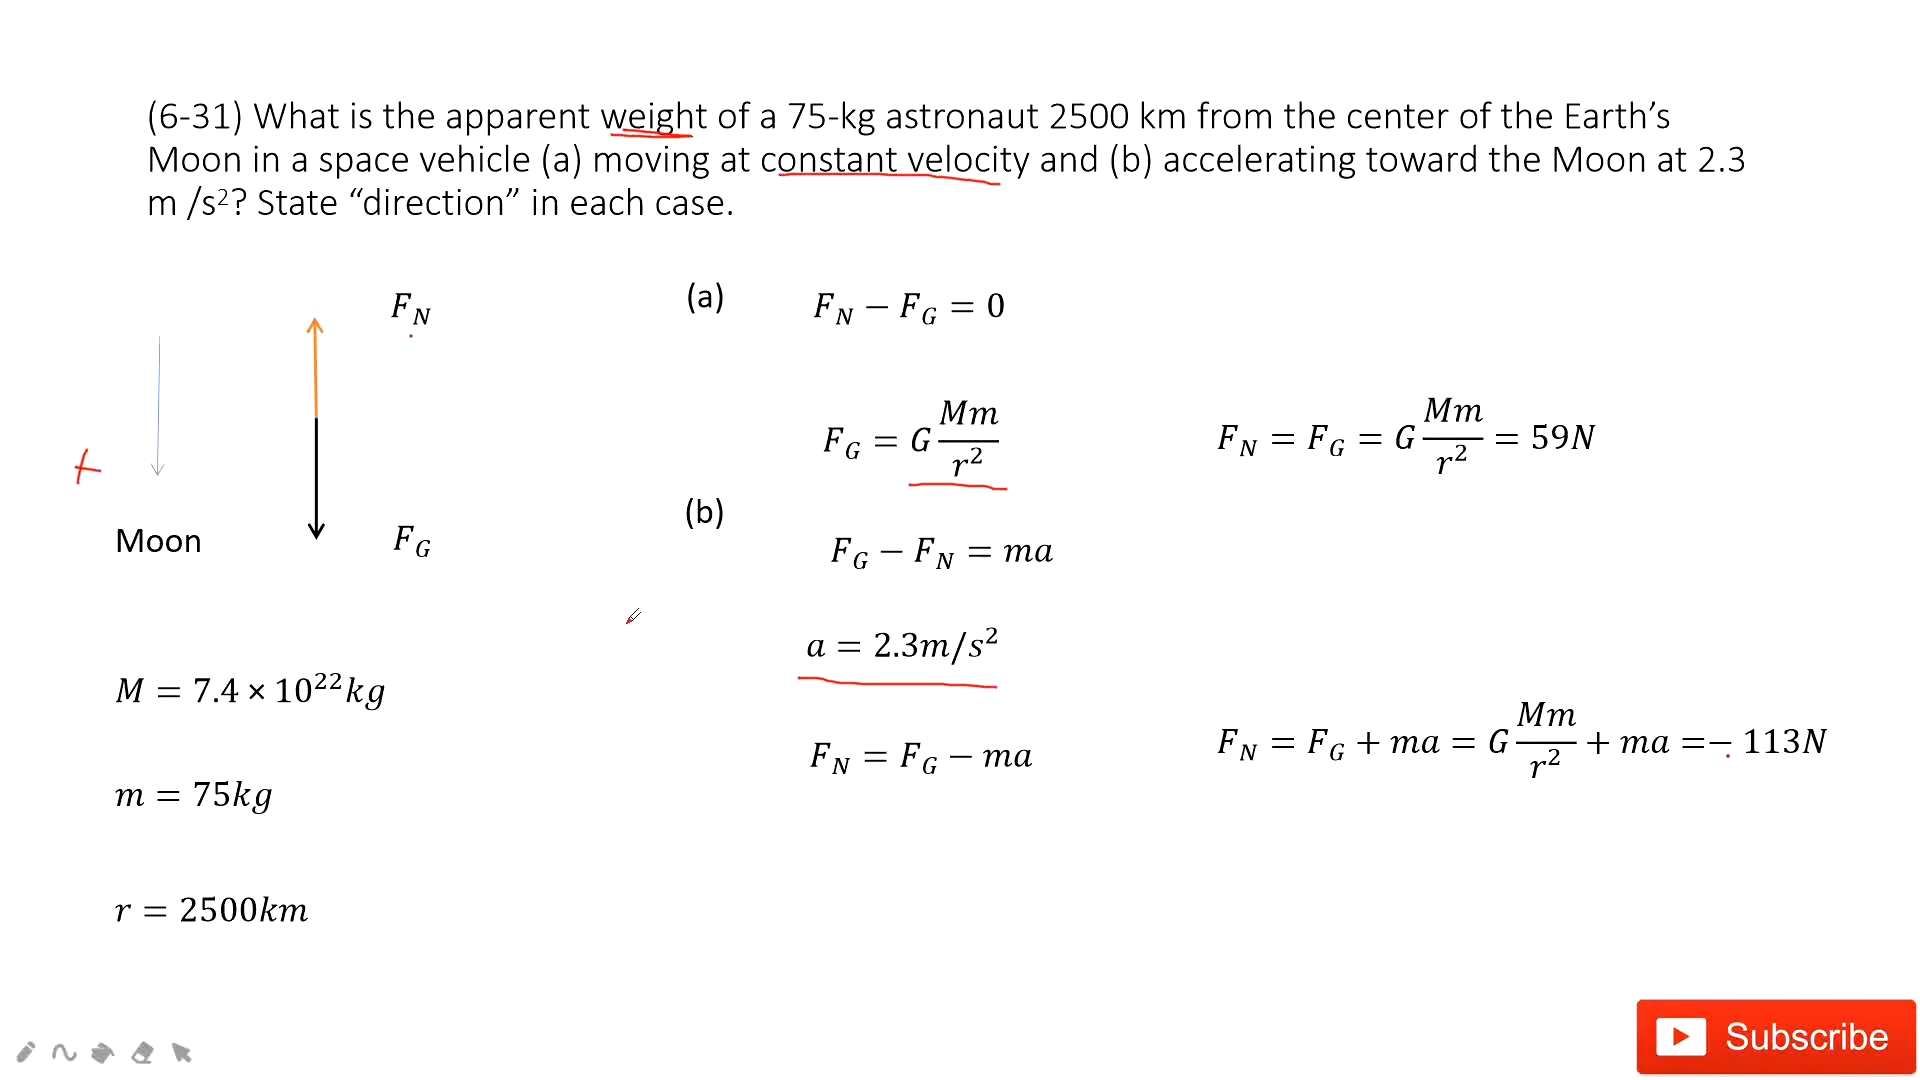 (6-31) What is the apparent weight of a 75-kg astronaut 2500 km from the center of the Earth’s
Moon in a space vehicle (a) moving at constant velocity and (b) accelerating toward the Moon at 2.3
m /s²? State “direction” in each case.
F_N
(a)
F_N − F_G = 0
F_G = G Mm/r²
F_N = F_G = G Mm/r² = 59N
+
Moon
F_G
(b)
F_G − F_N = ma
a = 2.3m/s²
M = 7.4 × 10²²kg
F_N = F_G − ma
F_N = F_G + ma = G Mm/r² + ma =− 113N
m = 75kg
r = 2500km
Subscribe